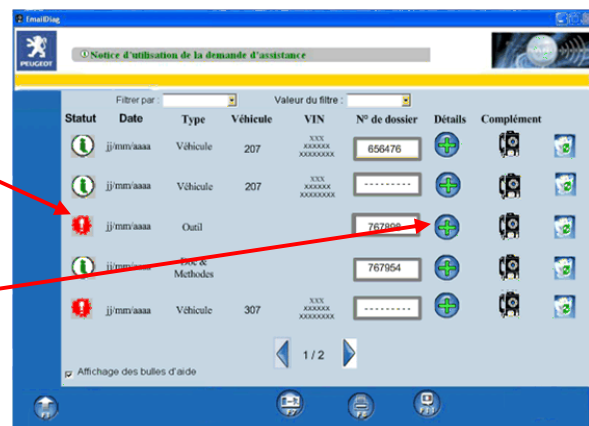 EmailDiag
PEUGEOT
Notice d'utilisation de la demande d'assistance
Filtrer par : Valeur du filtre :
Statut Date Type Véhicule VIN N° de dossier Détails Complément
jj/mm/aaaa Véhicule 207 xxx xxxxxx xxxxxxxx 656476
jj/mm/aaaa Véhicule 207 xxx xxxxxx xxxxxxxx ---------
jj/mm/aaaa Outil 767898
jj/mm/aaaa Doc & Methodes 767954
jj/mm/aaaa Véhicule 307 xxx xxxxxx xxxxxxxx ---------
1 / 2
Affichage des bulles d'aide